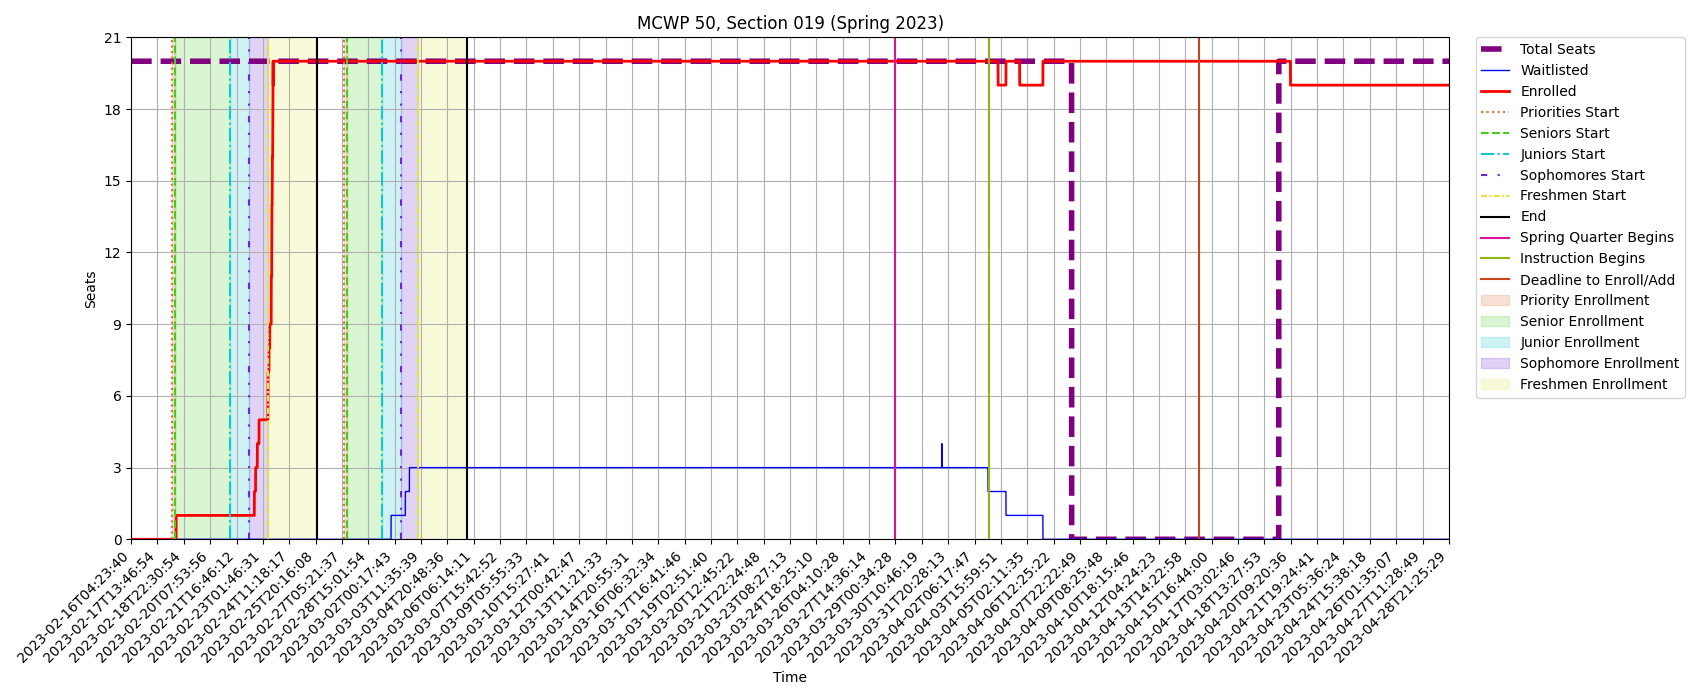 MCWP 50, Section 019 (Spring 2023)
Seats
21
18
15
12
9
6
3
0
2023-02-16T04:23:40
2023-02-17T13:46:54
2023-02-18T22:30:54
2023-02-20T07:53:56
2023-02-21T16:46:12
2023-02-23T01:46:31
2023-02-24T11:18:17
2023-02-25T20:16:08
2023-02-27T05:21:37
2023-02-28T15:01:54
2023-03-02T00:17:43
2023-03-03T11:35:39
2023-03-04T20:48:36
2023-03-06T06:14:11
2023-03-07T15:42:52
2023-03-09T05:55:33
2023-03-10T15:27:41
2023-03-12T00:42:47
2023-03-13T11:21:33
2023-03-14T20:55:31
2023-03-16T06:32:34
2023-03-17T16:41:46
2023-03-19T02:51:40
2023-03-20T12:45:22
2023-03-21T22:24:48
2023-03-23T08:27:13
2023-03-24T18:25:10
2023-03-26T04:10:28
2023-03-27T14:36:14
2023-03-29T00:34:28
2023-03-30T10:46:19
2023-03-31T20:28:13
2023-04-02T06:17:47
2023-04-03T15:59:51
2023-04-05T02:11:35
2023-04-06T12:25:22
2023-04-07T22:22:49
2023-04-09T08:25:48
2023-04-10T18:15:46
2023-04-12T04:24:23
2023-04-13T14:22:58
2023-04-15T16:44:00
2023-04-17T03:02:46
2023-04-18T13:27:53
2023-04-20T09:20:36
2023-04-21T19:24:41
2023-04-23T05:36:24
2023-04-24T15:38:18
2023-04-26T01:35:07
2023-04-27T11:28:49
2023-04-28T21:25:29
Time
Total Seats
Waitlisted
Enrolled
Priorities Start
Seniors Start
Juniors Start
Sophomores Start
Freshmen Start
End
Spring Quarter Begins
Instruction Begins
Deadline to Enroll/Add
Priority Enrollment
Senior Enrollment
Junior Enrollment
Sophomore Enrollment
Freshmen Enrollment